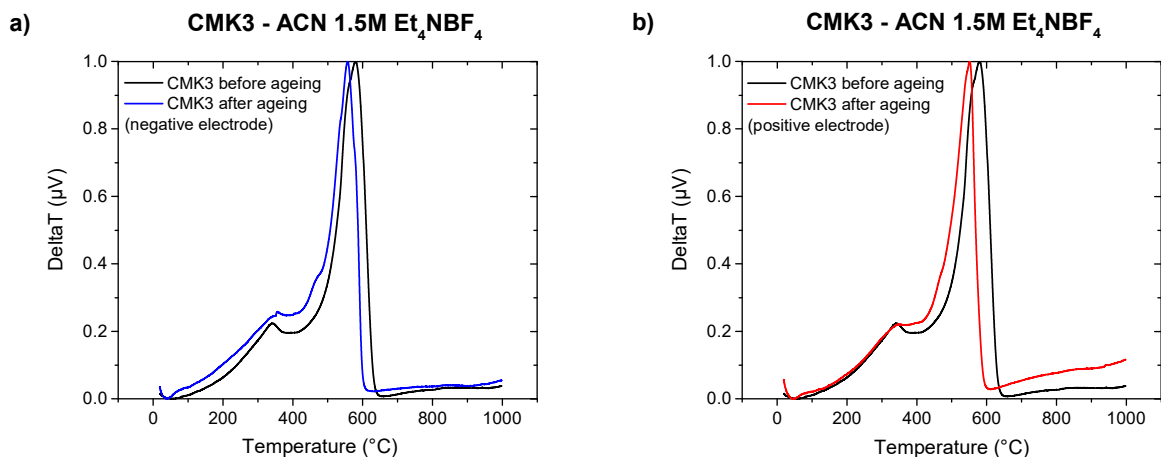 a)
CMK3 - ACN 1.5M Et₄NBF₄
CMK3 before ageing
CMK3 after ageing
(negative electrode)
DeltaT (µV)
1.0
0.8
0.6
0.4
0.2
0.0
0 200 400 600 800 1000
Temperature (°C)
b)
CMK3 - ACN 1.5M Et₄NBF₄
CMK3 before ageing
CMK3 after ageing
(positive electrode)
DeltaT (µV)
1.0
0.8
0.6
0.4
0.2
0.0
0 200 400 600 800 1000
Temperature (°C)